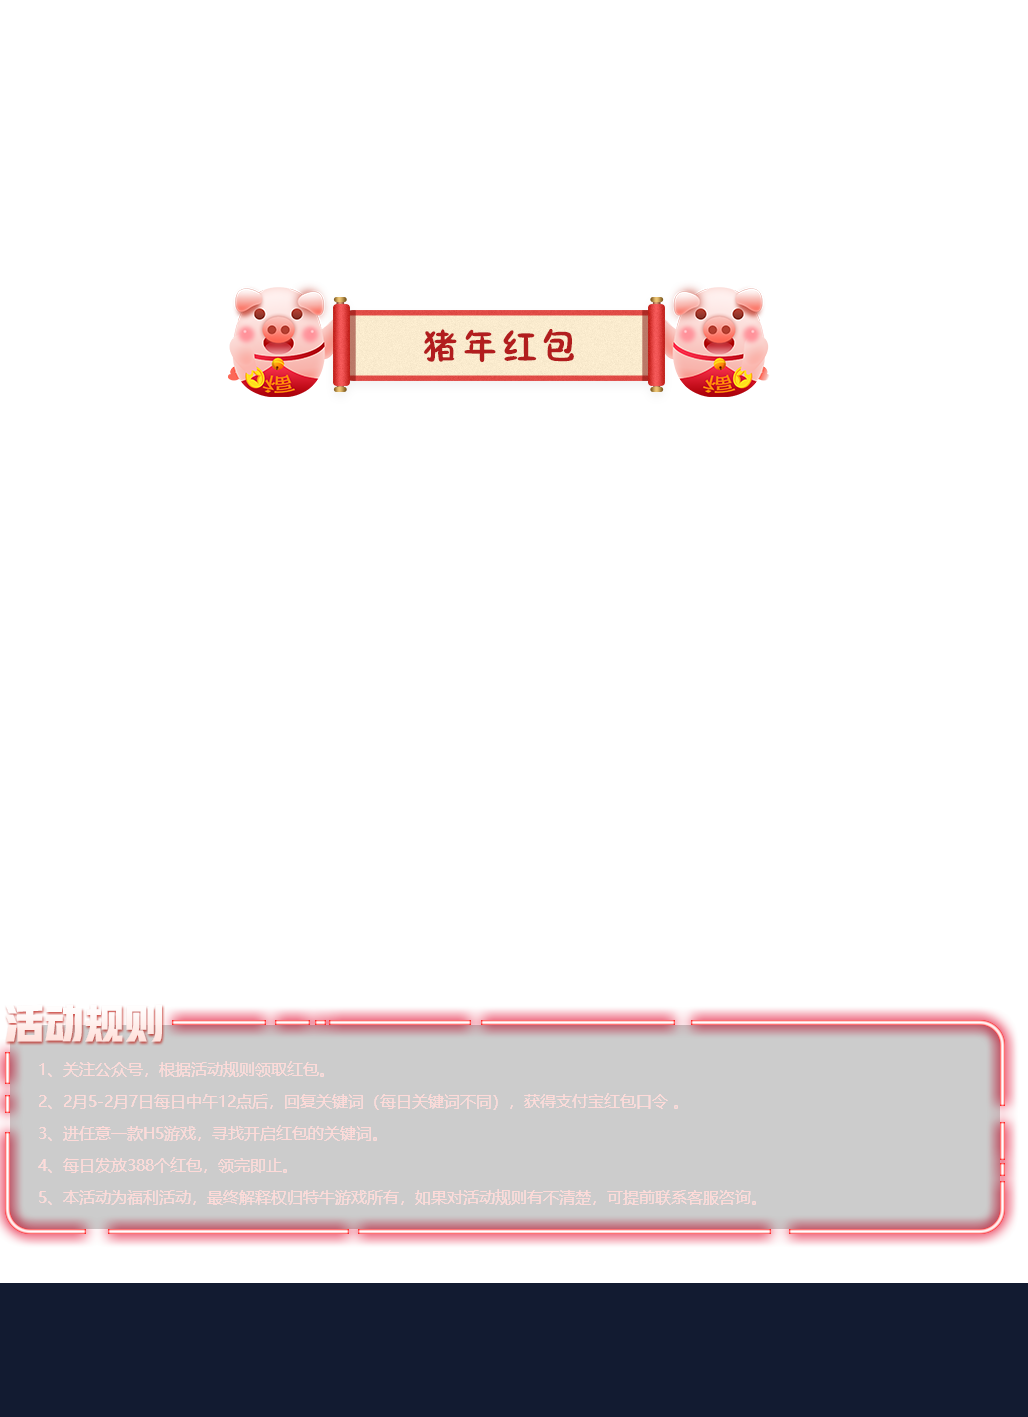 猪年红包
福
福
活动规则
1、关注公众号，根据活动规则领取红包。
2、2月5-2月7日每日中午12点后，回复关键词（每日关键词不同），获得支付宝红包口令 。
3、进任意一款H5游戏，寻找开启红包的关键词。
4、每日发放388个红包，领完即止。
5、本活动为福利活动，最终解释权归特牛游戏所有，如果对活动规则有不清楚，可提前联系客服咨询。